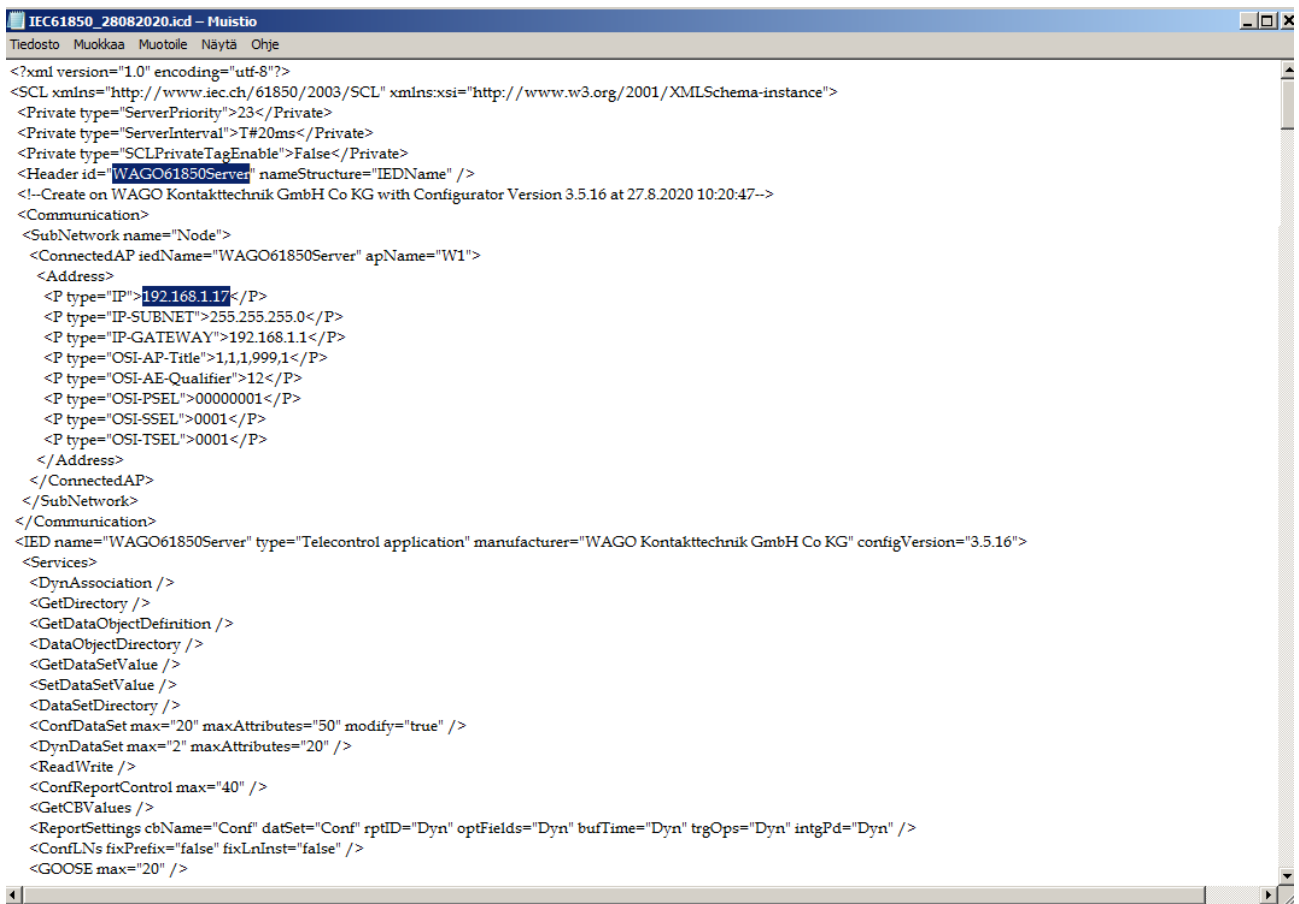 IEC61850_28082020.icd – Muistio
Tiedosto Muokkaa Muotoile Näytä Ohje
<?xml version="1.0" encoding="utf-8"?>
<SCL xmlns="http://www.iec.ch/61850/2003/SCL" xmlns:xsi="http://www.w3.org/2001/XMLSchema-instance">
<Private type="ServerPriority">23</Private>
<Private type="ServerInterval">T#20ms</Private>
<Private type="SCLPrivateTagEnable">False</Private>
<Header id="WAGO61850Server" nameStructure="IEDName" />
<!--Create on WAGO Kontakttechnik GmbH Co KG with Configurator Version 3.5.16 at 27.8.2020 10:20:47-->
<Communication>
<SubNetwork name="Node">
<ConnectedAP iedName="WAGO61850Server" apName="W1">
<Address>
<P type="IP">192.168.1.17</P>
<P type="IP-SUBNET">255.255.255.0</P>
<P type="IP-GATEWAY">192.168.1.1</P>
<P type="OSI-AP-Title">1,1,1,999,1</P>
<P type="OSI-AE-Qualifier">12</P>
<P type="OSI-PSEL">00000001</P>
<P type="OSI-SSEL">0001</P>
<P type="OSI-TSEL">0001</P>
</Address>
</ConnectedAP>
</SubNetwork>
</Communication>
<IED name="WAGO61850Server" type="Telecontrol application" manufacturer="WAGO Kontakttechnik GmbH Co KG" configVersion="3.5.16">
<Services>
<DynAssociation />
<GetDirectory />
<GetDataObjectDefinition />
<DataObjectDirectory />
<GetDataSetValue />
<SetDataSetValue />
<DataSetDirectory />
<ConfDataSet max="20" maxAttributes="50" modify="true" />
<DynDataSet max="2" maxAttributes="20" />
<ReadWrite />
<ConfReportControl max="40" />
<GetCBValues />
<ReportSettings cbName="Conf" datSet="Conf" rptID="Dyn" optFields="Dyn" bufTime="Dyn" trgOps="Dyn" intgPd="Dyn" />
<ConfLNs fixPrefix="false" fixLnInst="false" />
<GOOSE max="20" />